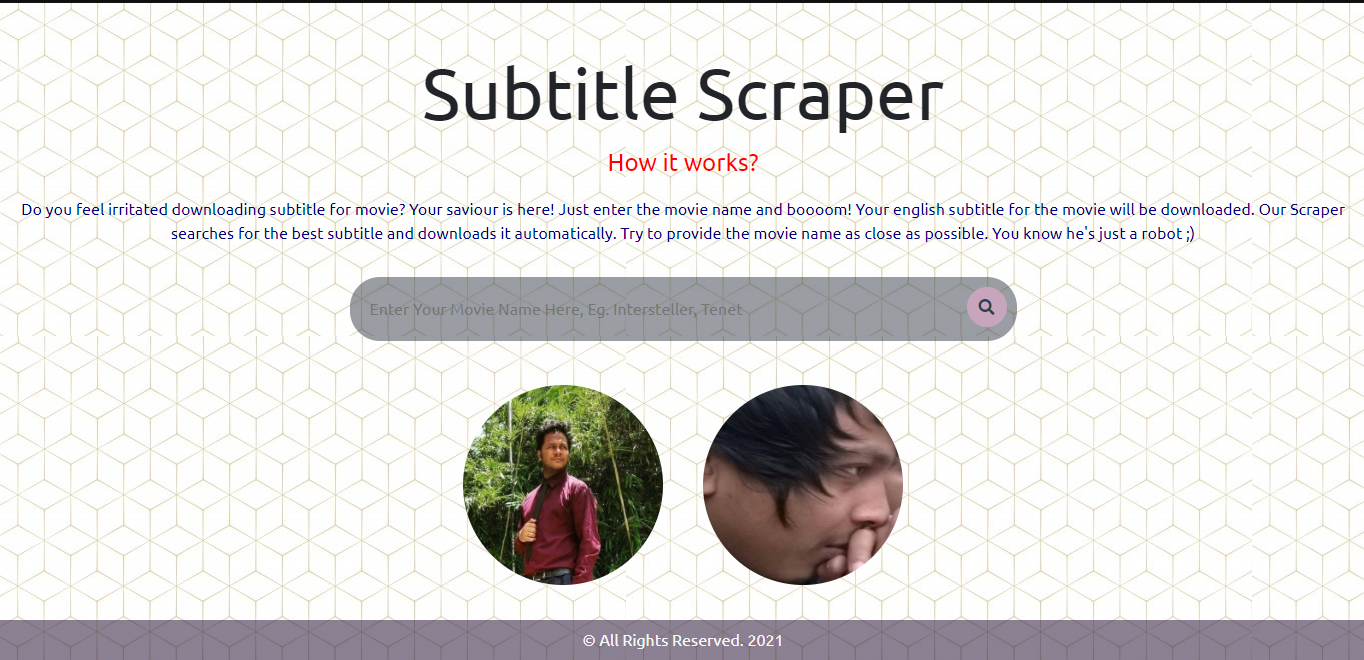 Subtitle Scraper
How it works?
Do you feel irritated downloading subtitle for movie? Your saviour is here! Just enter the movie name and boooom! Your english subtitle for the movie will be downloaded. Our Scraper
searches for the best subtitle and downloads it automatically. Try to provide the movie name as close as possible. You know he's just a robot ;)
Enter Your Movie Name Here, Eg. Intersteller, Tenet
© All Rights Reserved. 2021